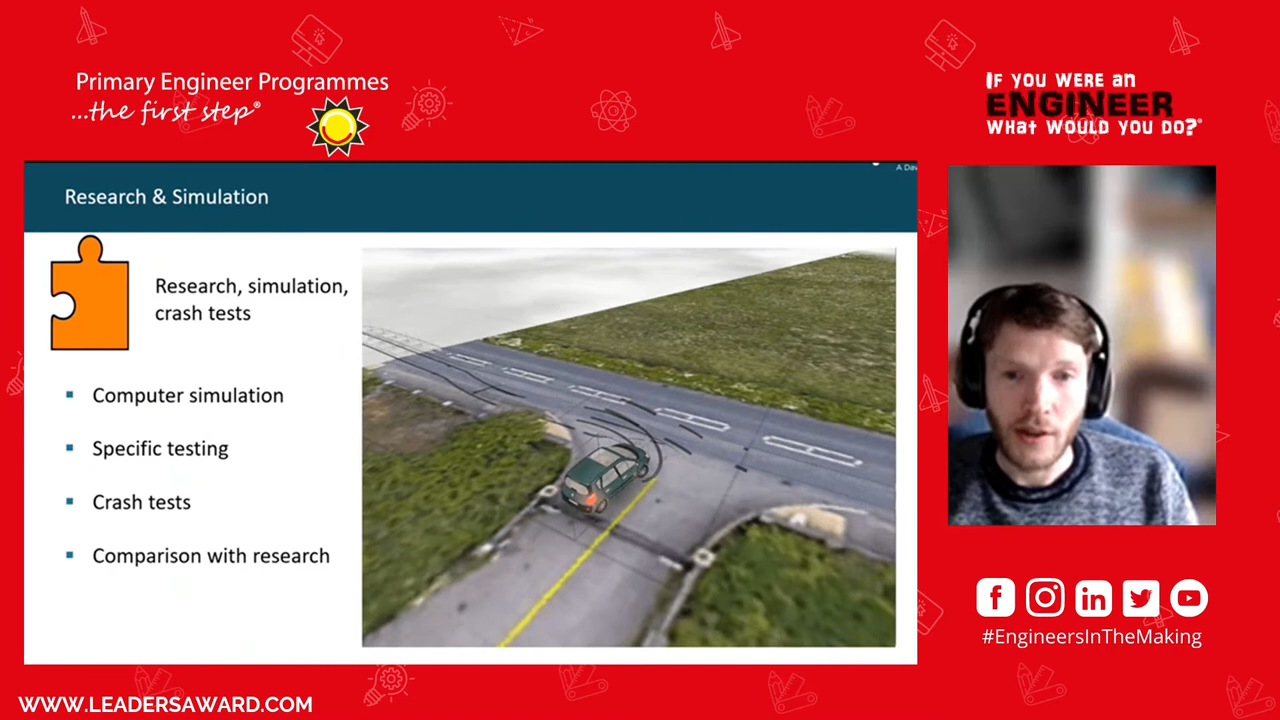 Primary Engineer Programmes
...the first step®
IF YOU WERE an
ENGINEER
WHAT WOULD YOU DO?®
Research & Simulation
Research, simulation,
crash tests
Computer simulation
Specific testing
Crash tests
Comparison with research
#EngineersInTheMaking
WWW.LEADERSAWARD.COM